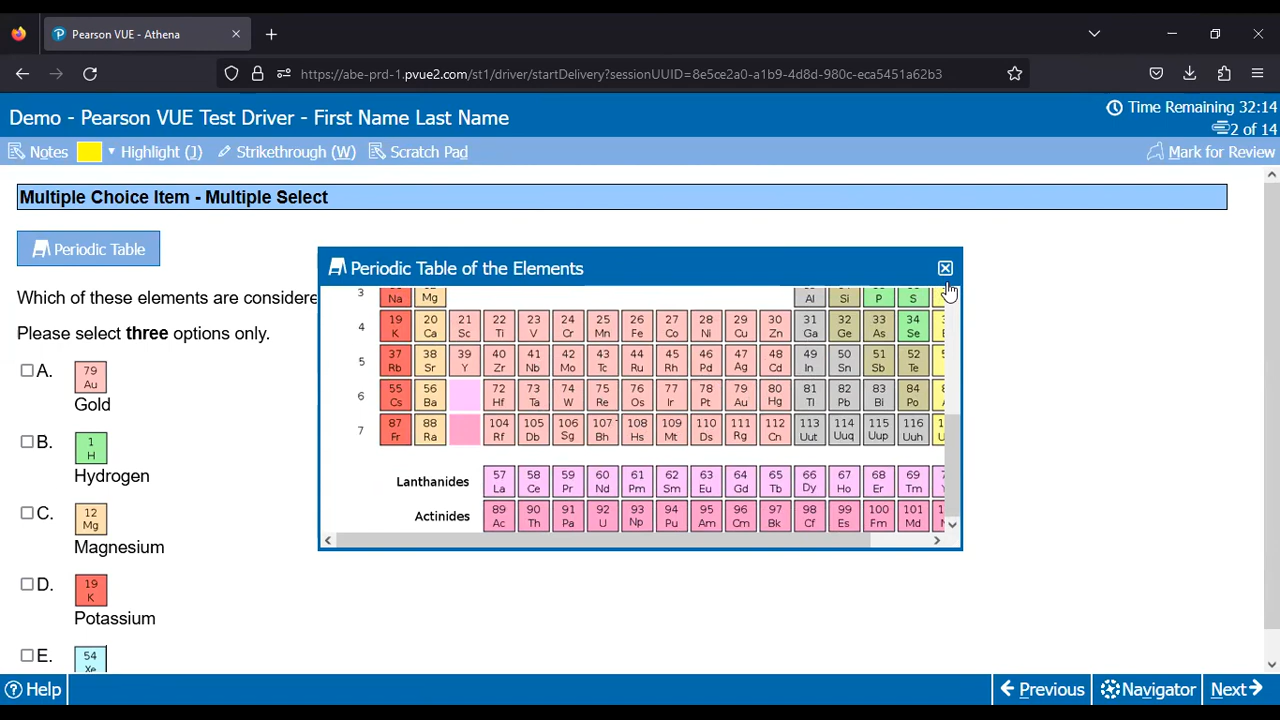 Pearson VUE - Athena
https://abe-prd-1.pvue2.com/st1/driver/startDelivery?sessionUUID=8e5ce2a0-a1b9-4d8d-980c-eca5451a62b3
Demo - Pearson VUE Test Driver - First Name Last Name
Time Remaining 32:14
2 of 14
Notes Highlight (J) Strikethrough (W) Scratch Pad Mark for Review
Multiple Choice Item - Multiple Select
Periodic Table
Which of these elements are considere
Please select three options only.
A. 79 Au
Gold
B. 1 H
Hydrogen
C. 12 Mg
Magnesium
D. 19 K
Potassium
E. 54 Xe
Periodic Table of the Elements
3 Na Mg Al Si P S
4 19 20 21 22 23 24 25 26 27 28 29 30 31 32 33 34
K Ca Sc Ti V Cr Mn Fe Co Ni Cu Zn Ga Ge As Se
5 37 38 39 40 41 42 43 44 45 46 47 48 49 50 51 52
Rb Sr Y Zr Nb Mo Tc Ru Rh Pd Ag Cd In Sn Sb Te
6 55 56 72 73 74 75 76 77 78 79 80 81 82 83 84
Cs Ba Hf Ta W Re Os Ir Pt Au Hg Tl Pb Bi Po
7 87 88 104 105 106 107 108 109 110 111 112 113 114 115 116
Fr Ra Rf Db Sg Bh Hs Mt Ds Rg Cn Uut Uuq Uup Uuh
Lanthanides 57 58 59 60 61 62 63 64 65 66 67 68 69
La Ce Pr Nd Pm Sm Eu Gd Tb Dy Ho Er Tm
Actinides 89 90 91 92 93 94 95 96 97 98 99 100 101
Ac Th Pa U Np Pu Am Cm Bk Cf Es Fm Md
Help Previous Navigator Next